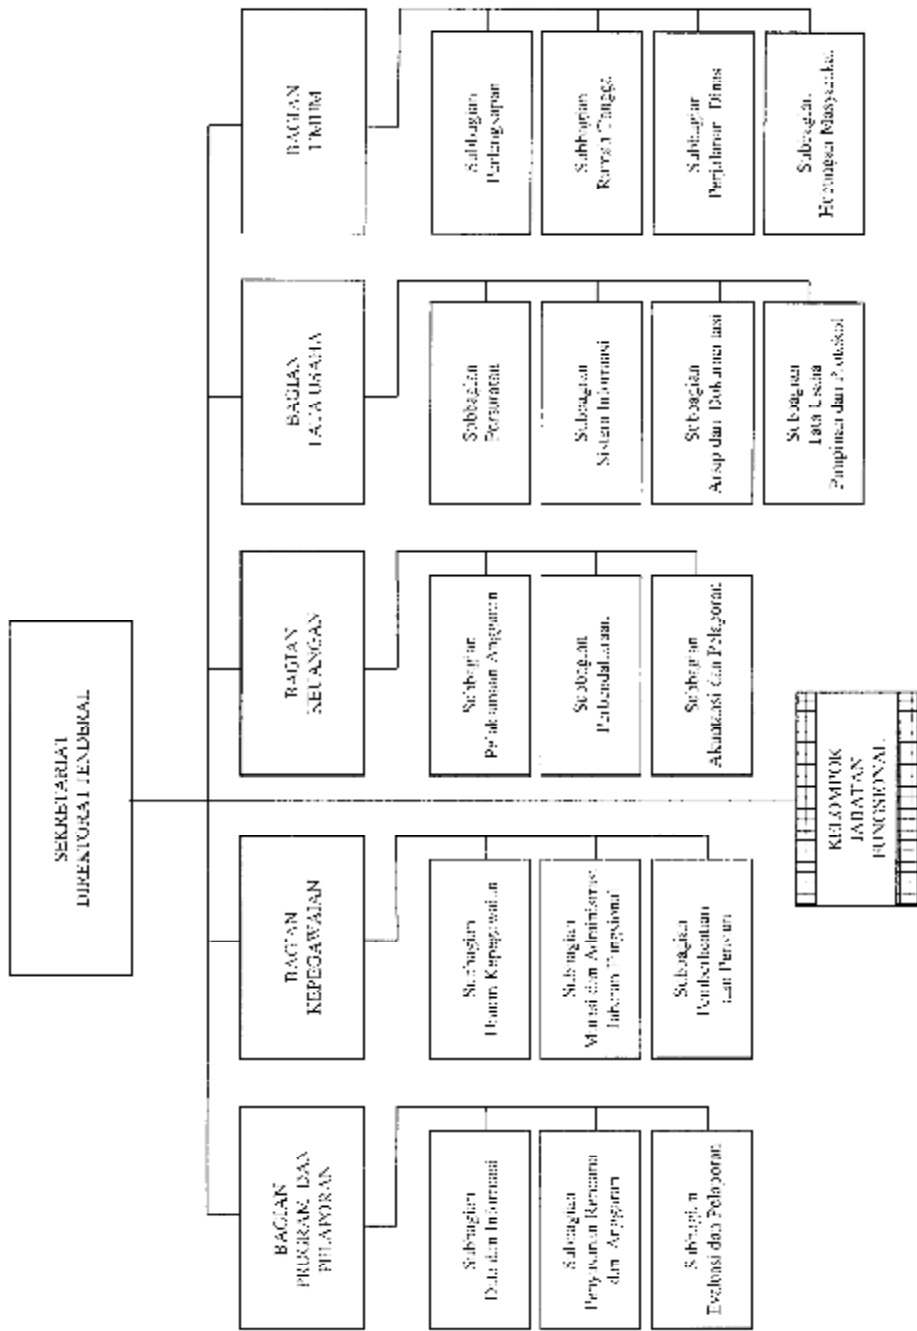 SEKRETARIAT
DIREKTORAT JENDERAL
BAGIAN
PROGRAM DAN
PELAPORAN
BAGIAN
KEPEGAWAIAN
BAGIAN
KEUANGAN
BAGIAN
TATA USAHA
BAGIAN
UMUM
Subbagian
Data dan Informasi
Subbagian
Penyusunan Rencana
dan Anggaran
Subbagian
Evaluasi dan Pelaporan
Subbagian
Umum Kepegawaian
Subbagian
Mutasi dan Administrasi
Jabatan Fungsional
Subbagian
Pemberhentian
dan Pensiun
Subbagian
Pelaksanaan Anggaran
Subbagian
Perbendaharaan
Subbagian
Akuntansi dan Pelaporan
Subbagian
Persuratan
Subbagian
Sistem Informasi
Subbagian
Arsip dan Dokumentasi
Subbagian
Tata Usaha
Pimpinan dan Protokol
Subbagian
Perlengkapan
Subbagian
Rumah Tangga
Subbagian
Perjalanan Dinas
Subbagian
Hubungan Masyarakat
KELOMPOK
JABATAN
FUNGSIONAL